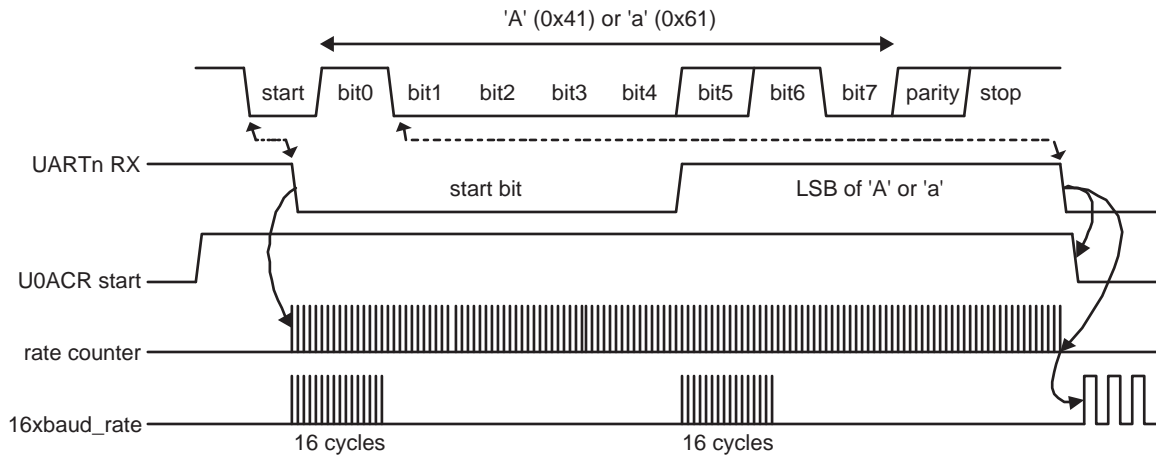 'A' (0x41) or 'a' (0x61)
start bit0 bit1 bit2 bit3 bit4 bit5 bit6 bit7 parity stop
UARTn RX
start bit LSB of 'A' or 'a'
U0ACR start
rate counter
16xbaud_rate
16 cycles 16 cycles